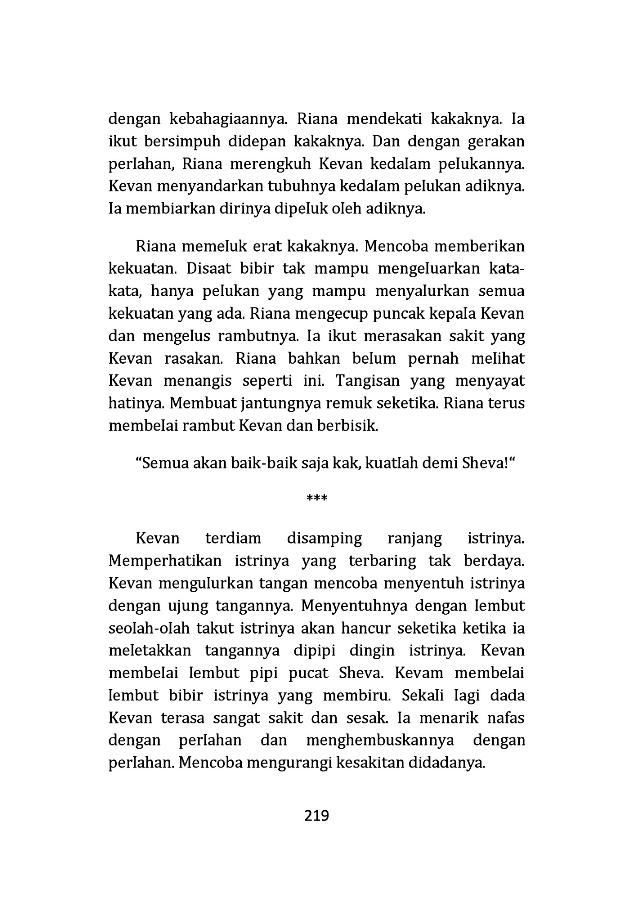 dengan kebahagiaannya. Riana mendekati kakaknya. Ia
ikut bersimpuh didepan kakaknya. Dan dengan gerakan
perlahan, Riana merengkuh Kevan kedalam pelukannya.
Kevan menyandarkan tubuhnya kedalam pelukan adiknya.
Ia membiarkan dirinya dipeluk oleh adiknya.
Riana memeluk erat kakaknya. Mencoba memberikan
kekuatan. Disaat bibir tak mampu mengeluarkan kata-
kata, hanya pelukan yang mampu menyalurkan semua
kekuatan yang ada. Riana mengecup puncak kepala Kevan
dan mengelus rambutnya. Ia ikut merasakan sakit yang
Kevan rasakan. Riana bahkan belum pernah melihat
Kevan menangis seperti ini. Tangisan yang menyayat
hatinya. Membuat jantungnya remuk seketika. Riana terus
membelai rambut Kevan dan berbisik.
“Semua akan baik-baik saja kak, kuatlah demi Sheva!“
***
Kevan terdiam disamping ranjang istrinya.
Memperhatikan istrinya yang terbaring tak berdaya.
Kevan mengulurkan tangan mencoba menyentuh istrinya
dengan ujung tangannya. Menyentuhnya dengan lembut
seolah-olah takut istrinya akan hancur seketika ketika ia
meletakkan tangannya dipipi dingin istrinya. Kevan
membelai lembut pipi pucat Sheva. Kevam membelai
lembut bibir istrinya yang membiru. Sekali lagi dada
Kevan terasa sangat sakit dan sesak. Ia menarik nafas
dengan perlahan dan menghembuskannya dengan
perlahan. Mencoba mengurangi kesakitan didadanya.
219